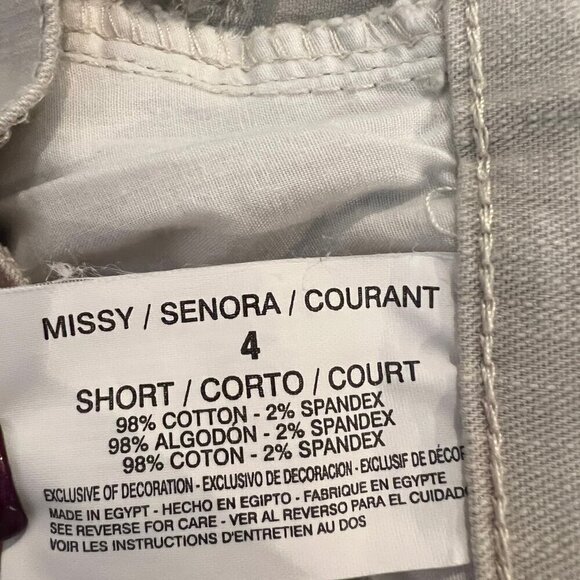 MISSY / SENORA / COURANT
4
SHORT / CORTO / COURT
98% COTTON - 2% SPANDEX
98% ALGODÓN - 2% SPANDEX
98% COTON - 2% SPANDEX
EXCLUSIVE OF DECORATION - EXCLUSIVO DE DECORACION - EXCLUSIF DE DÉCOR
MADE IN EGYPT - HECHO EN EGIPTO - FABRIQUE EN EGYPTE
SEE REVERSE FOR CARE - VER AL REVERSO PARA EL CUIDADO
VOIR LES INSTRUCTIONS D'ENTRETIEN AU DOS